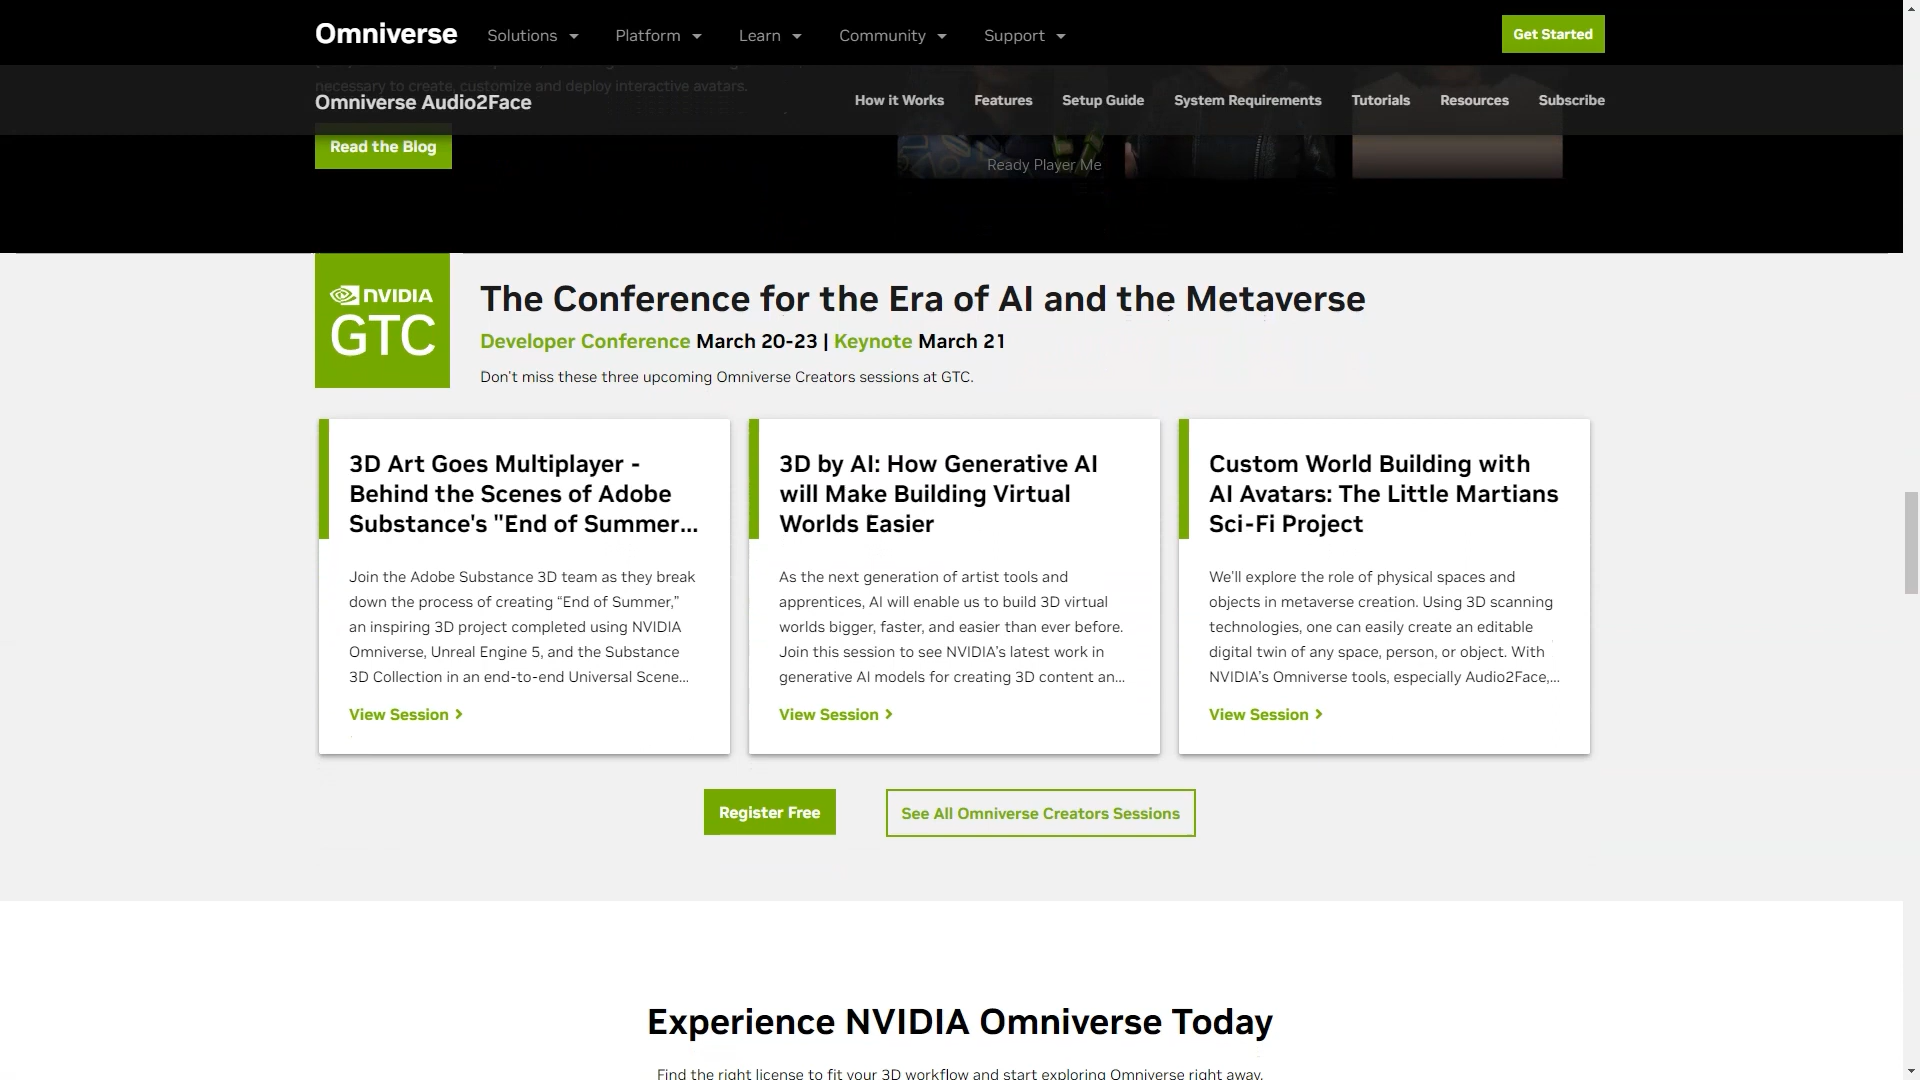 Omniverse
Solutions
Platform
Learn
Community
Support
Get Started
necessary to create, customize and deploy interactive avatars.
Omniverse Audio2Face
How it Works
Features
Setup Guide
System Requirements
Tutorials
Resources
Subscribe
Read the Blog
Ready Player Me
NVIDIA
GTC
The Conference for the Era of AI and the Metaverse
Developer Conference March 20-23 | Keynote March 21
Don't miss these three upcoming Omniverse Creators sessions at GTC.
3D Art Goes Multiplayer -
Behind the Scenes of Adobe
Substance's "End of Summer...
Join the Adobe Substance 3D team as they break
down the process of creating “End of Summer,”
an inspiring 3D project completed using NVIDIA
Omniverse, Unreal Engine 5, and the Substance
3D Collection in an end-to-end Universal Scene...
View Session
3D by AI: How Generative AI
will Make Building Virtual
Worlds Easier
As the next generation of artist tools and
apprentices, AI will enable us to build 3D virtual
worlds bigger, faster, and easier than ever before.
Join this session to see NVIDIA's latest work in
generative AI models for creating 3D content an...
View Session
Custom World Building with
AI Avatars: The Little Martians
Sci-Fi Project
We'll explore the role of physical spaces and
objects in metaverse creation. Using 3D scanning
technologies, one can easily create an editable
digital twin of any space, person, or object. With
NVIDIA's Omniverse tools, especially Audio2Face,...
View Session
Register Free
See All Omniverse Creators Sessions
Experience NVIDIA Omniverse Today
Find the right license to fit your 3D workflow and start exploring Omniverse right away.